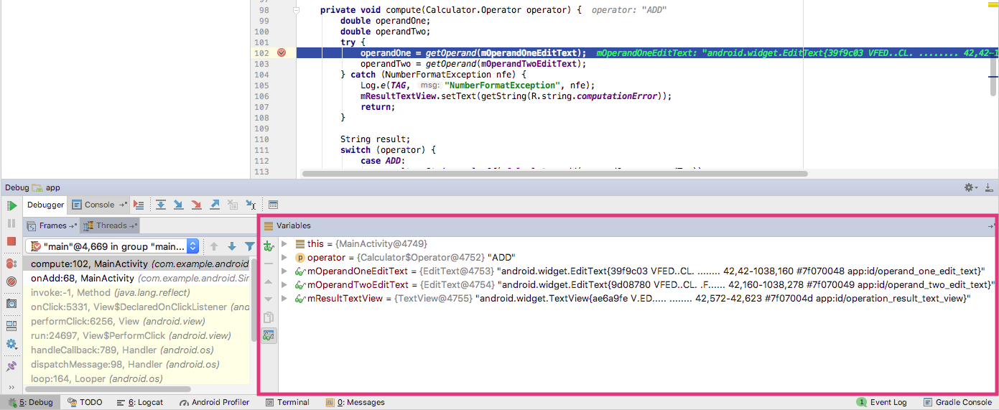 98 private void compute(Calculator.Operator operator) { operator: "ADD"
99 double operandOne;
100 double operandTwo;
101 try {
102 operandOne = getOperand(mOperandOneEditText); mOperandOneEditText: "android.widget.EditText{39f9c03 VFED..CL. ........ 42,42-1
103 operandTwo = getOperand(mOperandTwoEditText);
104 } catch (NumberFormatException nfe) {
105 Log.e(TAG, msg: "NumberFormatException", nfe);
106 mResultTextView.setText(getString(R.string.computationError));
107 return;
108 }
109
110 String result;
111 switch (operator) {
112 case ADD:
113
Debug app
Debugger Console
Frames Threads
"main"@4,669 in group "main...
compute:102, MainActivity (com.example.android
onAdd:68, MainActivity (com.example.android.Sim
invoke:-1, Method (java.lang.reflect)
onClick:5331, View$DeclaredOnClickListener (and
performClick:6256, View (android.view)
run:24697, View$PerformClick (android.view)
handleCallback:789, Handler (android.os)
dispatchMessage:98, Handler (android.os)
loop:164, Looper (android.os)
Variables
this = {MainActivity@4749}
p operator = {Calculator$Operator@4752} "ADD"
mOperandOneEditText = {EditText@4753} "android.widget.EditText{39f9c03 VFED..CL. ........ 42,42-1038,160 #7f070048 app:id/operand_one_edit_text}"
mOperandTwoEditText = {EditText@4754} "android.widget.EditText{9d08780 VFED..CL. .F...... 42,160-1038,278 #7f070049 app:id/operand_two_edit_text}"
mResultTextView = {TextView@4755} "android.widget.TextView{ae6a9fe V.ED..... ........ 42,572-42,623 #7f07004d app:id/operation_result_text_view}"
5: Debug TODO 6: Logcat Android Profiler Terminal 0: Messages 1 Event Log Gradle Console